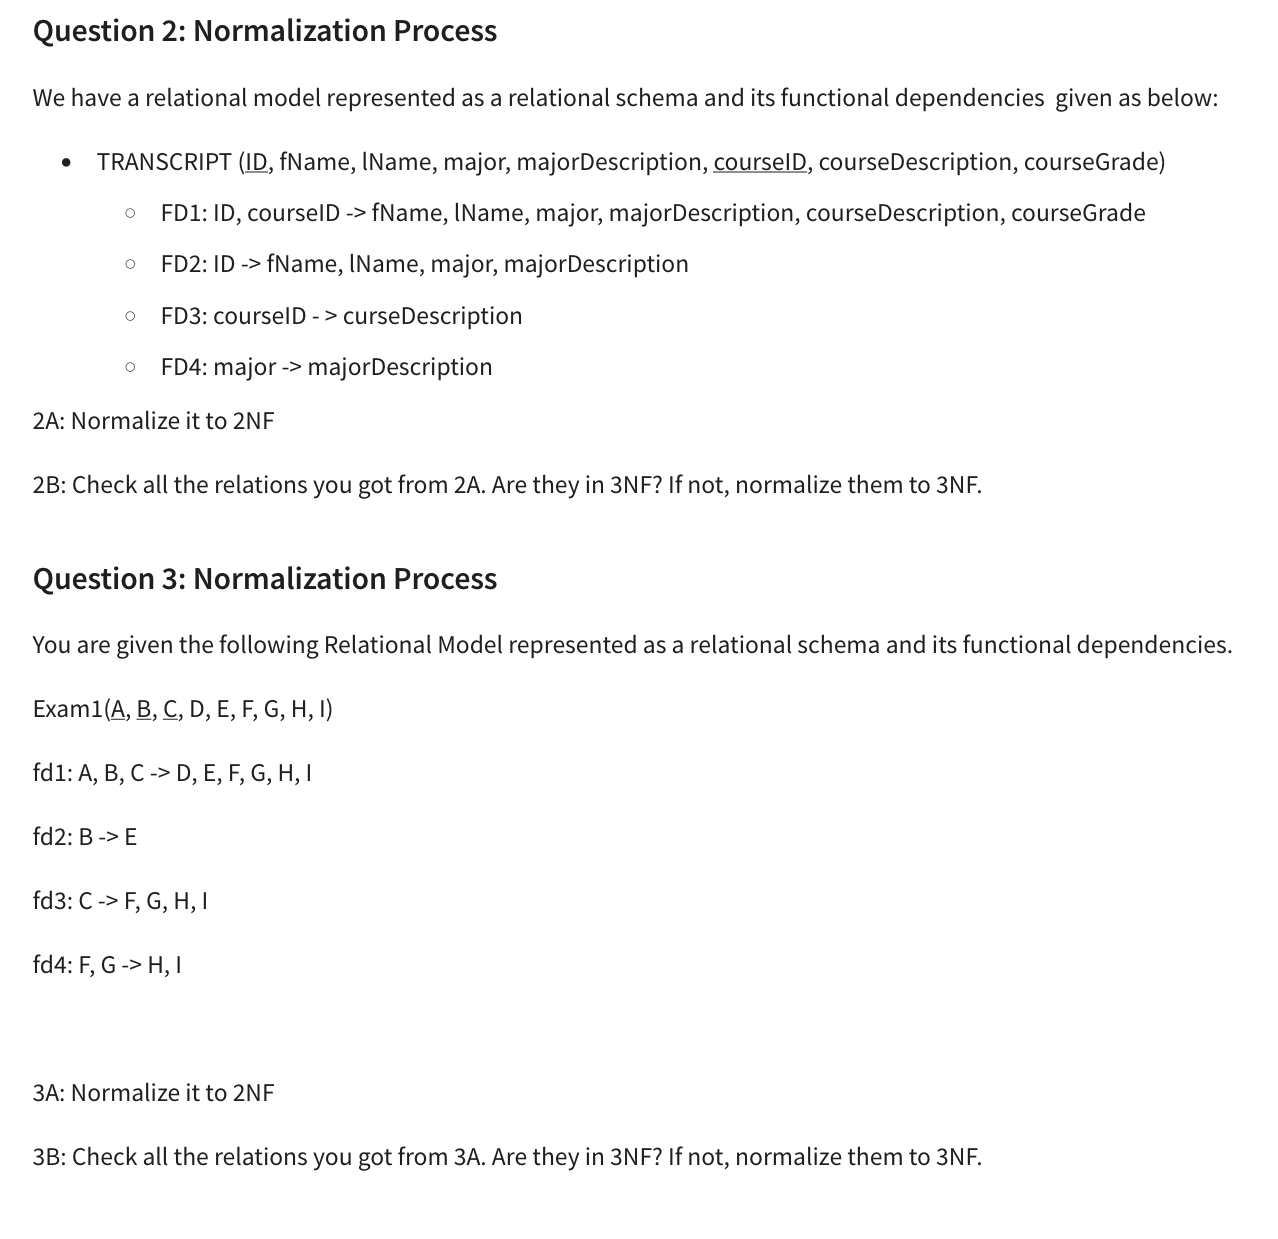 Question 2: Normalization Process
We have a relational model represented as a relational schema and its functional dependencies  given as below:
• TRANSCRIPT (ID, fName, lName, major, majorDescription, courseID, courseDescription, courseGrade)
○ FD1: ID, courseID -> fName, lName, major, majorDescription, courseDescription, courseGrade
○ FD2: ID -> fName, lName, major, majorDescription
○ FD3: courseID - > curseDescription
○ FD4: major -> majorDescription
2A: Normalize it to 2NF
2B: Check all the relations you got from 2A. Are they in 3NF? If not, normalize them to 3NF.
Question 3: Normalization Process
You are given the following Relational Model represented as a relational schema and its functional dependencies.
Exam1(A, B, C, D, E, F, G, H, I)
fd1: A, B, C -> D, E, F, G, H, I
fd2: B -> E
fd3: C -> F, G, H, I
fd4: F, G -> H, I
3A: Normalize it to 2NF
3B: Check all the relations you got from 3A. Are they in 3NF? If not, normalize them to 3NF.